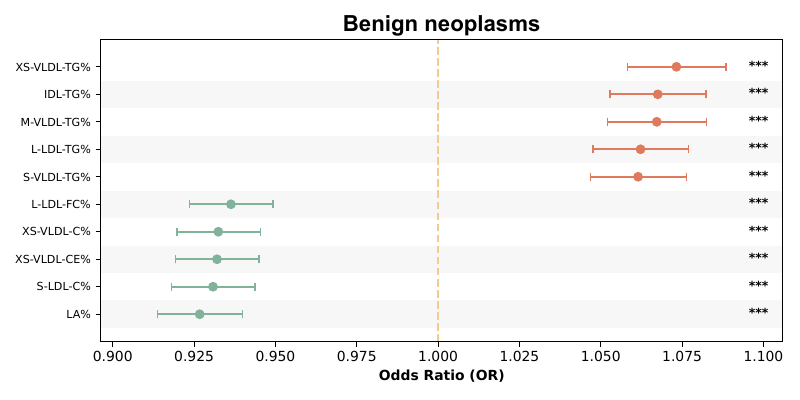 Benign neoplasms
XS-VLDL-TG% ***
IDL-TG% ***
M-VLDL-TG% ***
L-LDL-TG% ***
S-VLDL-TG% ***
L-LDL-FC% ***
XS-VLDL-C% ***
XS-VLDL-CE% ***
S-LDL-C% ***
LA% ***
0.900 0.925 0.950 0.975 1.000 1.025 1.050 1.075 1.100
Odds Ratio (OR)